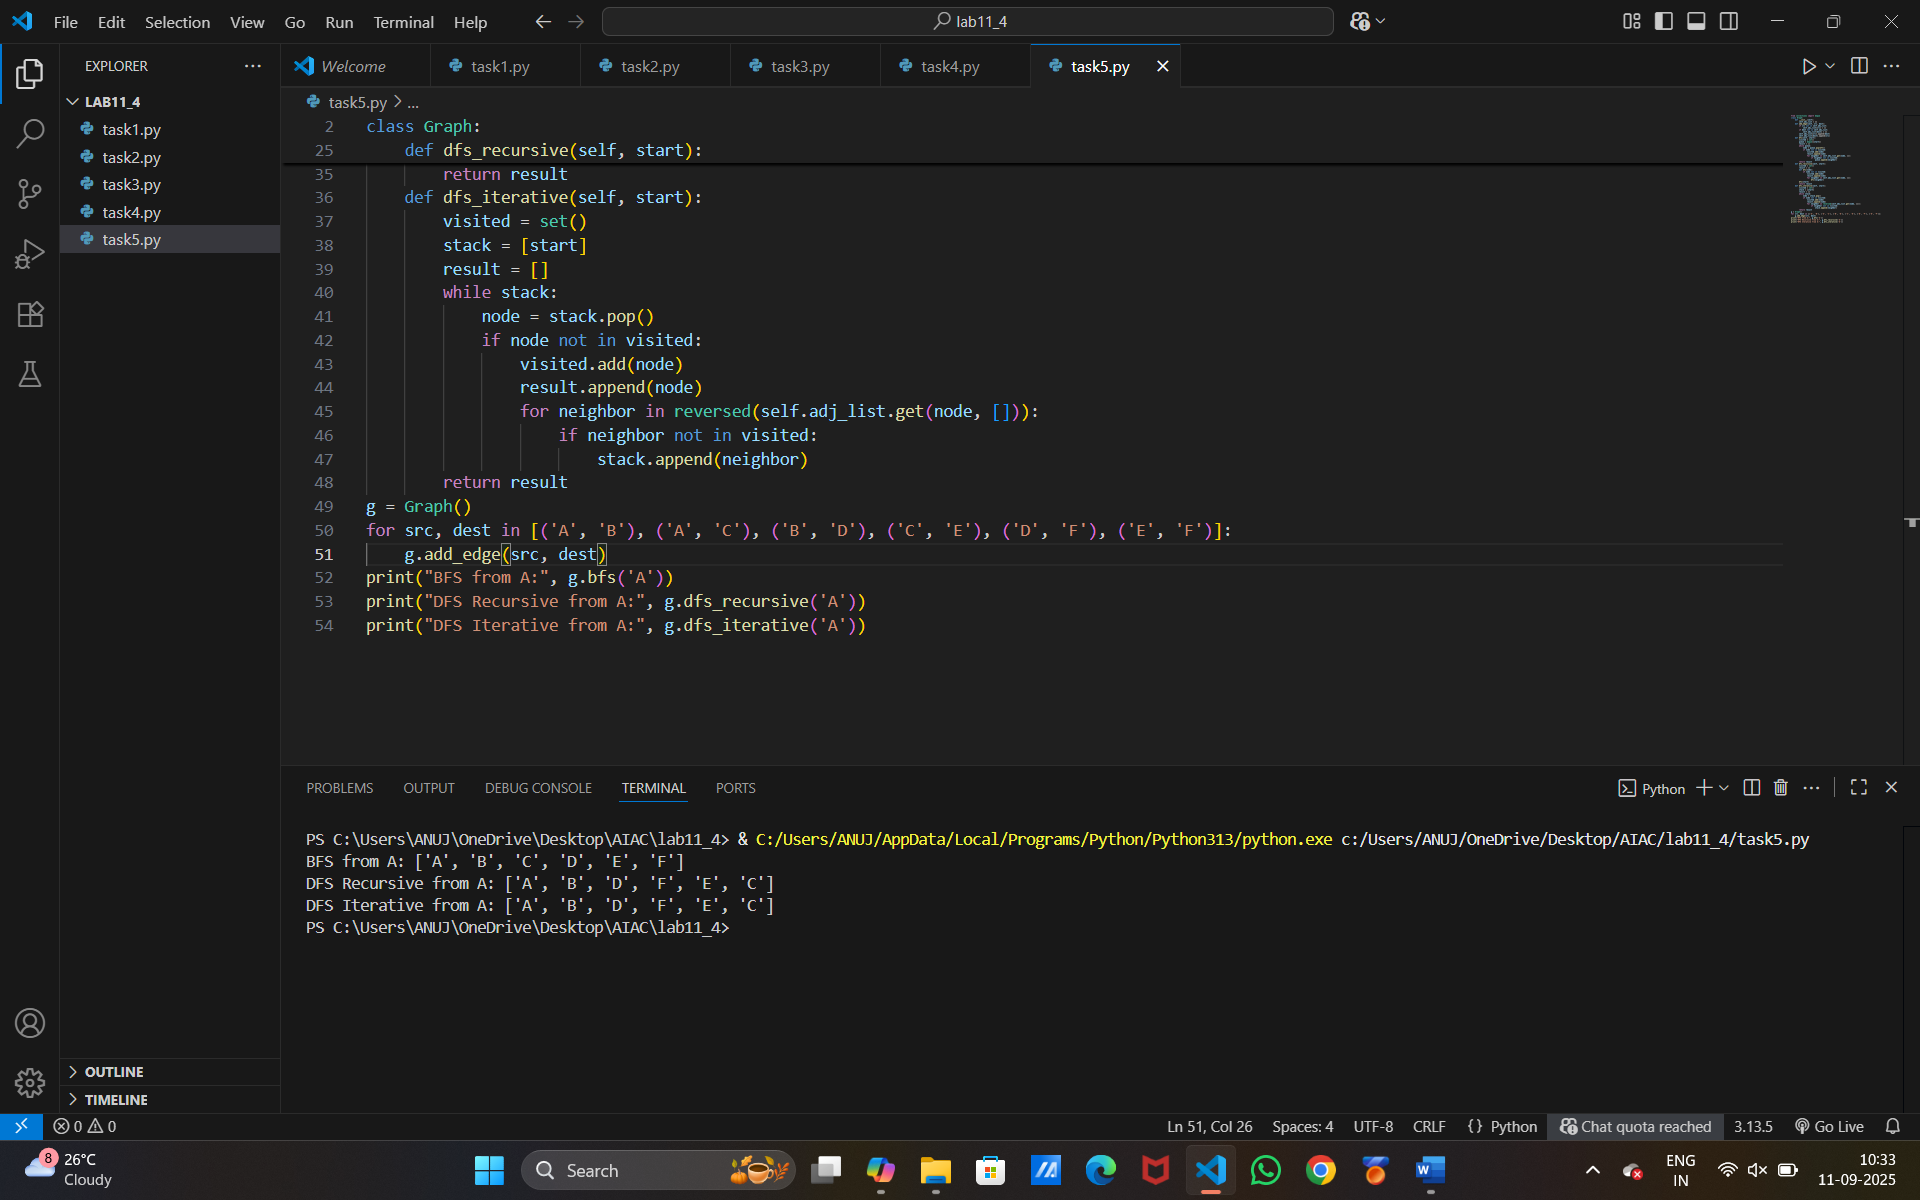 File Edit Selection View Go Run Terminal Help
lab11_4
EXPLORER
LAB11_4
task1.py
task2.py
task3.py
task4.py
task5.py
OUTLINE
TIMELINE
Welcome task1.py task2.py task3.py task4.py task5.py
task5.py > ...
2 class Graph:
25 def dfs_recursive(self, start):
35 return result
36 def dfs_iterative(self, start):
37 visited = set()
38 stack = [start]
39 result = []
40 while stack:
41 node = stack.pop()
42 if node not in visited:
43 visited.add(node)
44 result.append(node)
45 for neighbor in reversed(self.adj_list.get(node, [])):
46 if neighbor not in visited:
47 stack.append(neighbor)
48 return result
49 g = Graph()
50 for src, dest in [('A', 'B'), ('A', 'C'), ('B', 'D'), ('C', 'E'), ('D', 'F'), ('E', 'F')]:
51 g.add_edge(src, dest)
52 print("BFS from A:", g.bfs('A'))
53 print("DFS Recursive from A:", g.dfs_recursive('A'))
54 print("DFS Iterative from A:", g.dfs_iterative('A'))
PROBLEMS OUTPUT DEBUG CONSOLE TERMINAL PORTS
Python
PS C:\Users\ANUJ\OneDrive\Desktop\AIAC\lab11_4> & C:/Users/ANUJ/AppData/Local/Programs/Python/Python313/python.exe c:/Users/ANUJ/OneDrive/Desktop/AIAC/lab11_4/task5.py
BFS from A: ['A', 'B', 'C', 'D', 'E', 'F']
DFS Recursive from A: ['A', 'B', 'D', 'F', 'E', 'C']
DFS Iterative from A: ['A', 'B', 'D', 'F', 'E', 'C']
PS C:\Users\ANUJ\OneDrive\Desktop\AIAC\lab11_4>
0 0 Ln 51, Col 26 Spaces: 4 UTF-8 CRLF {} Python Chat quota reached 3.13.5 Go Live
8
26°C
Cloudy
Search
ENG
IN
10:33
11-09-2025